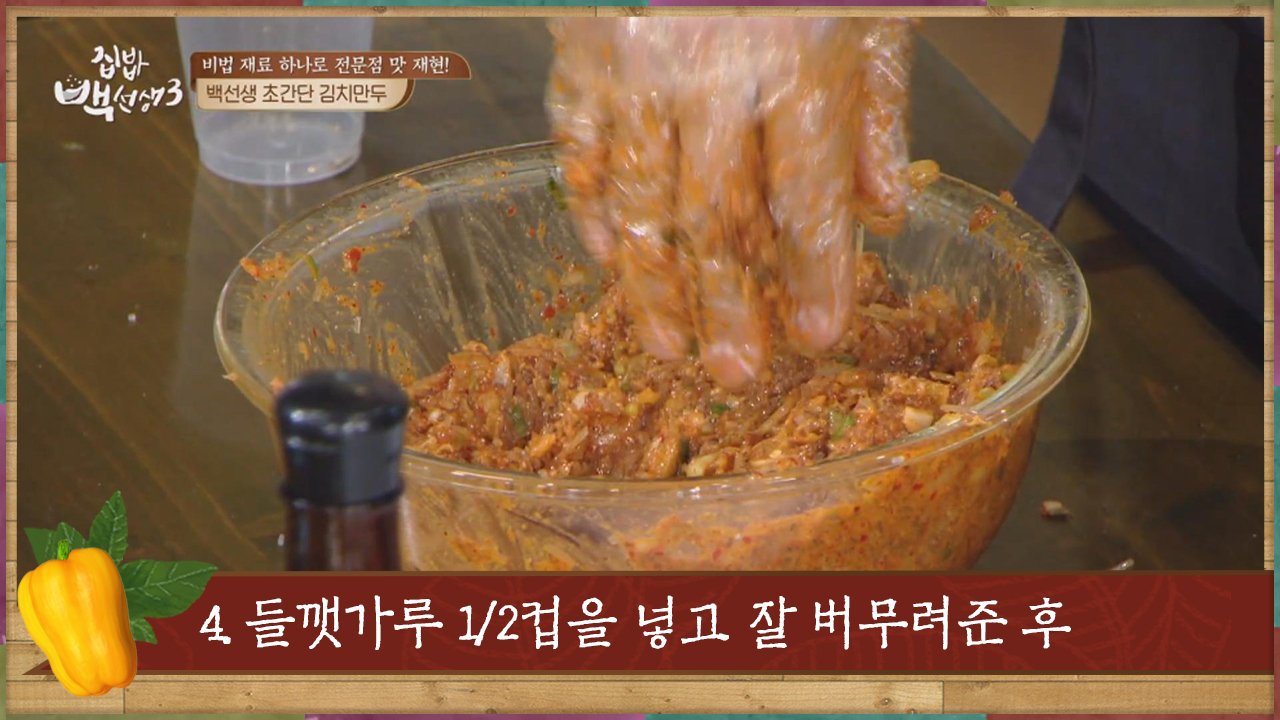 집밥
백선생3
비법 재료 하나로 전문점 맛 재현!
백선생 초간단 김치만두
4. 들깻가루 1/2컵을 넣고 잘 버무려준 후